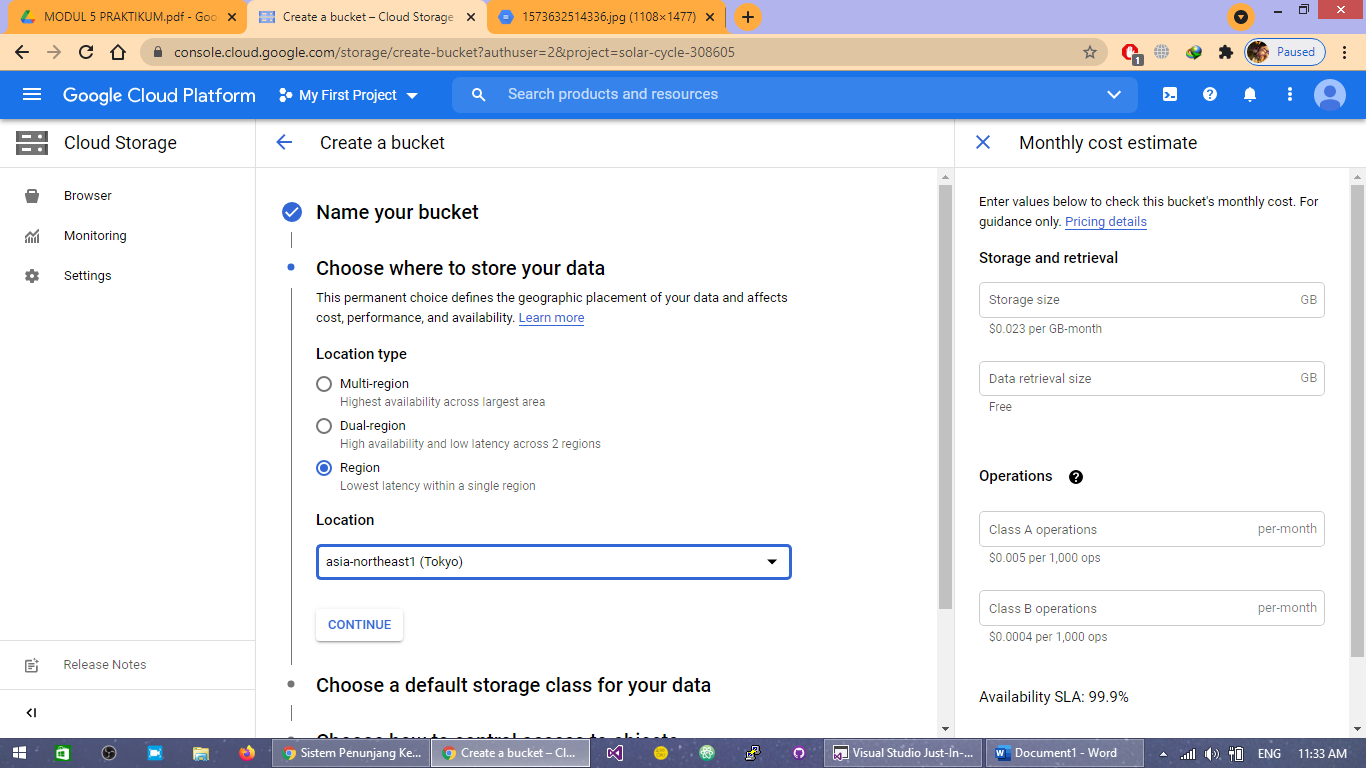 MODUL 5 PRAKTIKUM.pdf - Goo
Create a bucket – Cloud Storage
1573632514336.jpg (1108×1477)
console.cloud.google.com/storage/create-bucket?authuser=2&project=solar-cycle-308605
1
Paused
Google Cloud Platform
My First Project
Search products and resources
Cloud Storage
Browser
Monitoring
Settings
Release Notes
Create a bucket
Name your bucket
Choose where to store your data
This permanent choice defines the geographic placement of your data and affects
cost, performance, and availability. Learn more
Location type
Multi-region
Highest availability across largest area
Dual-region
High availability and low latency across 2 regions
Region
Lowest latency within a single region
Location
asia-northeast1 (Tokyo)
CONTINUE
Choose a default storage class for your data
Choose how to control access to objects
Monthly cost estimate
Enter values below to check this bucket's monthly cost. For
guidance only. Pricing details
Storage and retrieval
Storage size GB
$0.023 per GB-month
Data retrieval size GB
Free
Operations
Class A operations per-month
$0.005 per 1,000 ops
Class B operations per-month
$0.0004 per 1,000 ops
Availability SLA: 99.9%
Sistem Penunjang Ke...
Create a bucket – Cl...
Visual Studio Just-In-...
Document1 - Word
ENG
11:33 AM